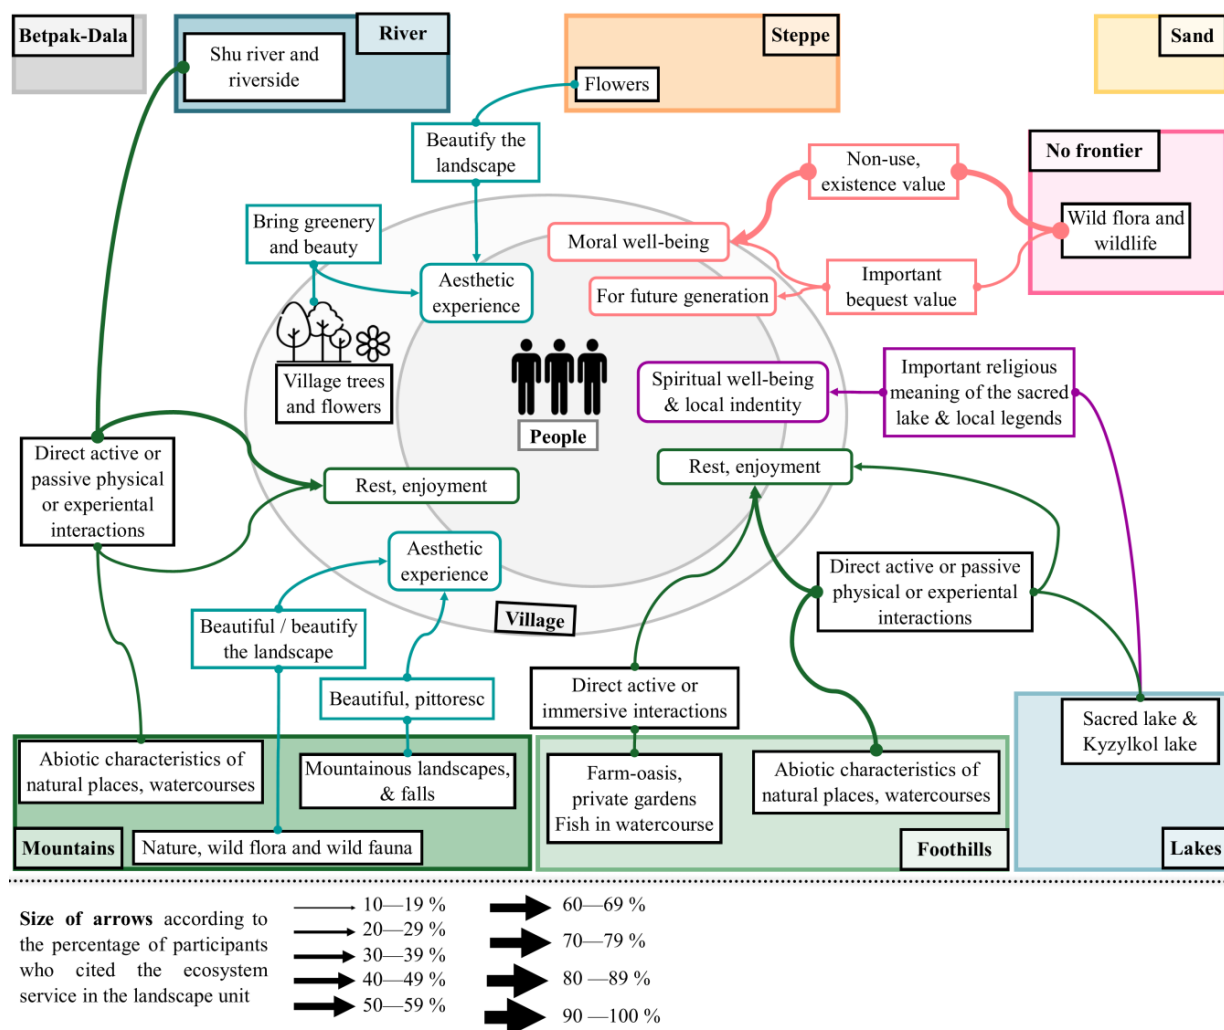 Betpak-Dala
River
Steppe
Sand
Shu river and
riverside
Flowers
Beautify the
landscape
Non-use,
existence value
No frontier
Wild flora and
wildlife
Bring greenery
and beauty
Moral well-being
Aesthetic
experience
For future generation
Important
bequest value
Village trees
and flowers
People
Spiritual well-being
& local indentity
Important religious
meaning of the sacred
lake & local legends
Direct active or
passive physical
or experiental
interactions
Rest, enjoyment
Rest, enjoyment
Aesthetic
experience
Village
Direct active or passive
physical or experiental
interactions
Beautiful / beautify
the landscape
Beautiful, pittoresc
Direct active or
immersive interactions
Sacred lake &
Kyzylkol lake
Abiotic characteristics of
natural places, watercourses
Mountainous landscapes,
& falls
Farm-oasis,
private gardens
Fish in watercourse
Abiotic characteristics of
natural places, watercourses
Mountains
Nature, wild flora and wild fauna
Foothills
Lakes
Size of arrows according to
the percentage of participants
who cited the ecosystem
service in the landscape unit
10—19 %
20—29 %
30—39 %
40—49 %
50—59 %
60—69 %
70—79 %
80 —89 %
90 —100 %